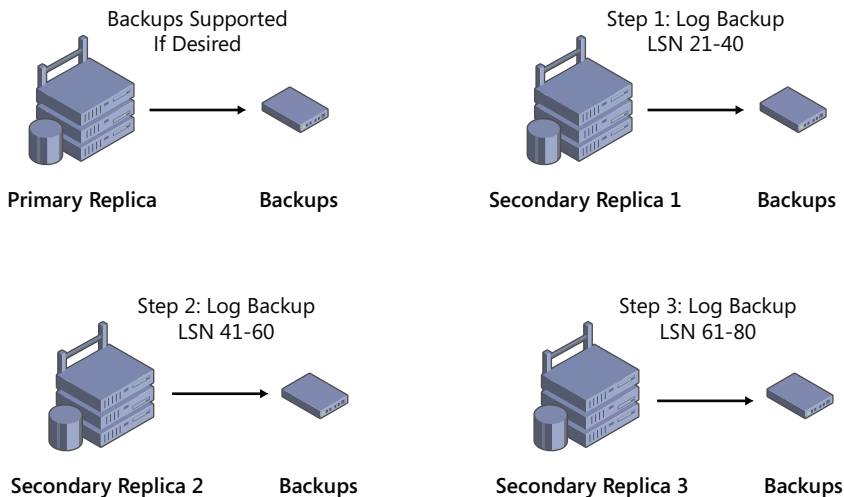 Backups Supported
If Desired
Primary Replica
Backups
Step 1: Log Backup
LSN 21-40
Secondary Replica 1
Backups
Step 2: Log Backup
LSN 41-60
Secondary Replica 2
Backups
Step 3: Log Backup
LSN 61-80
Secondary Replica 3
Backups